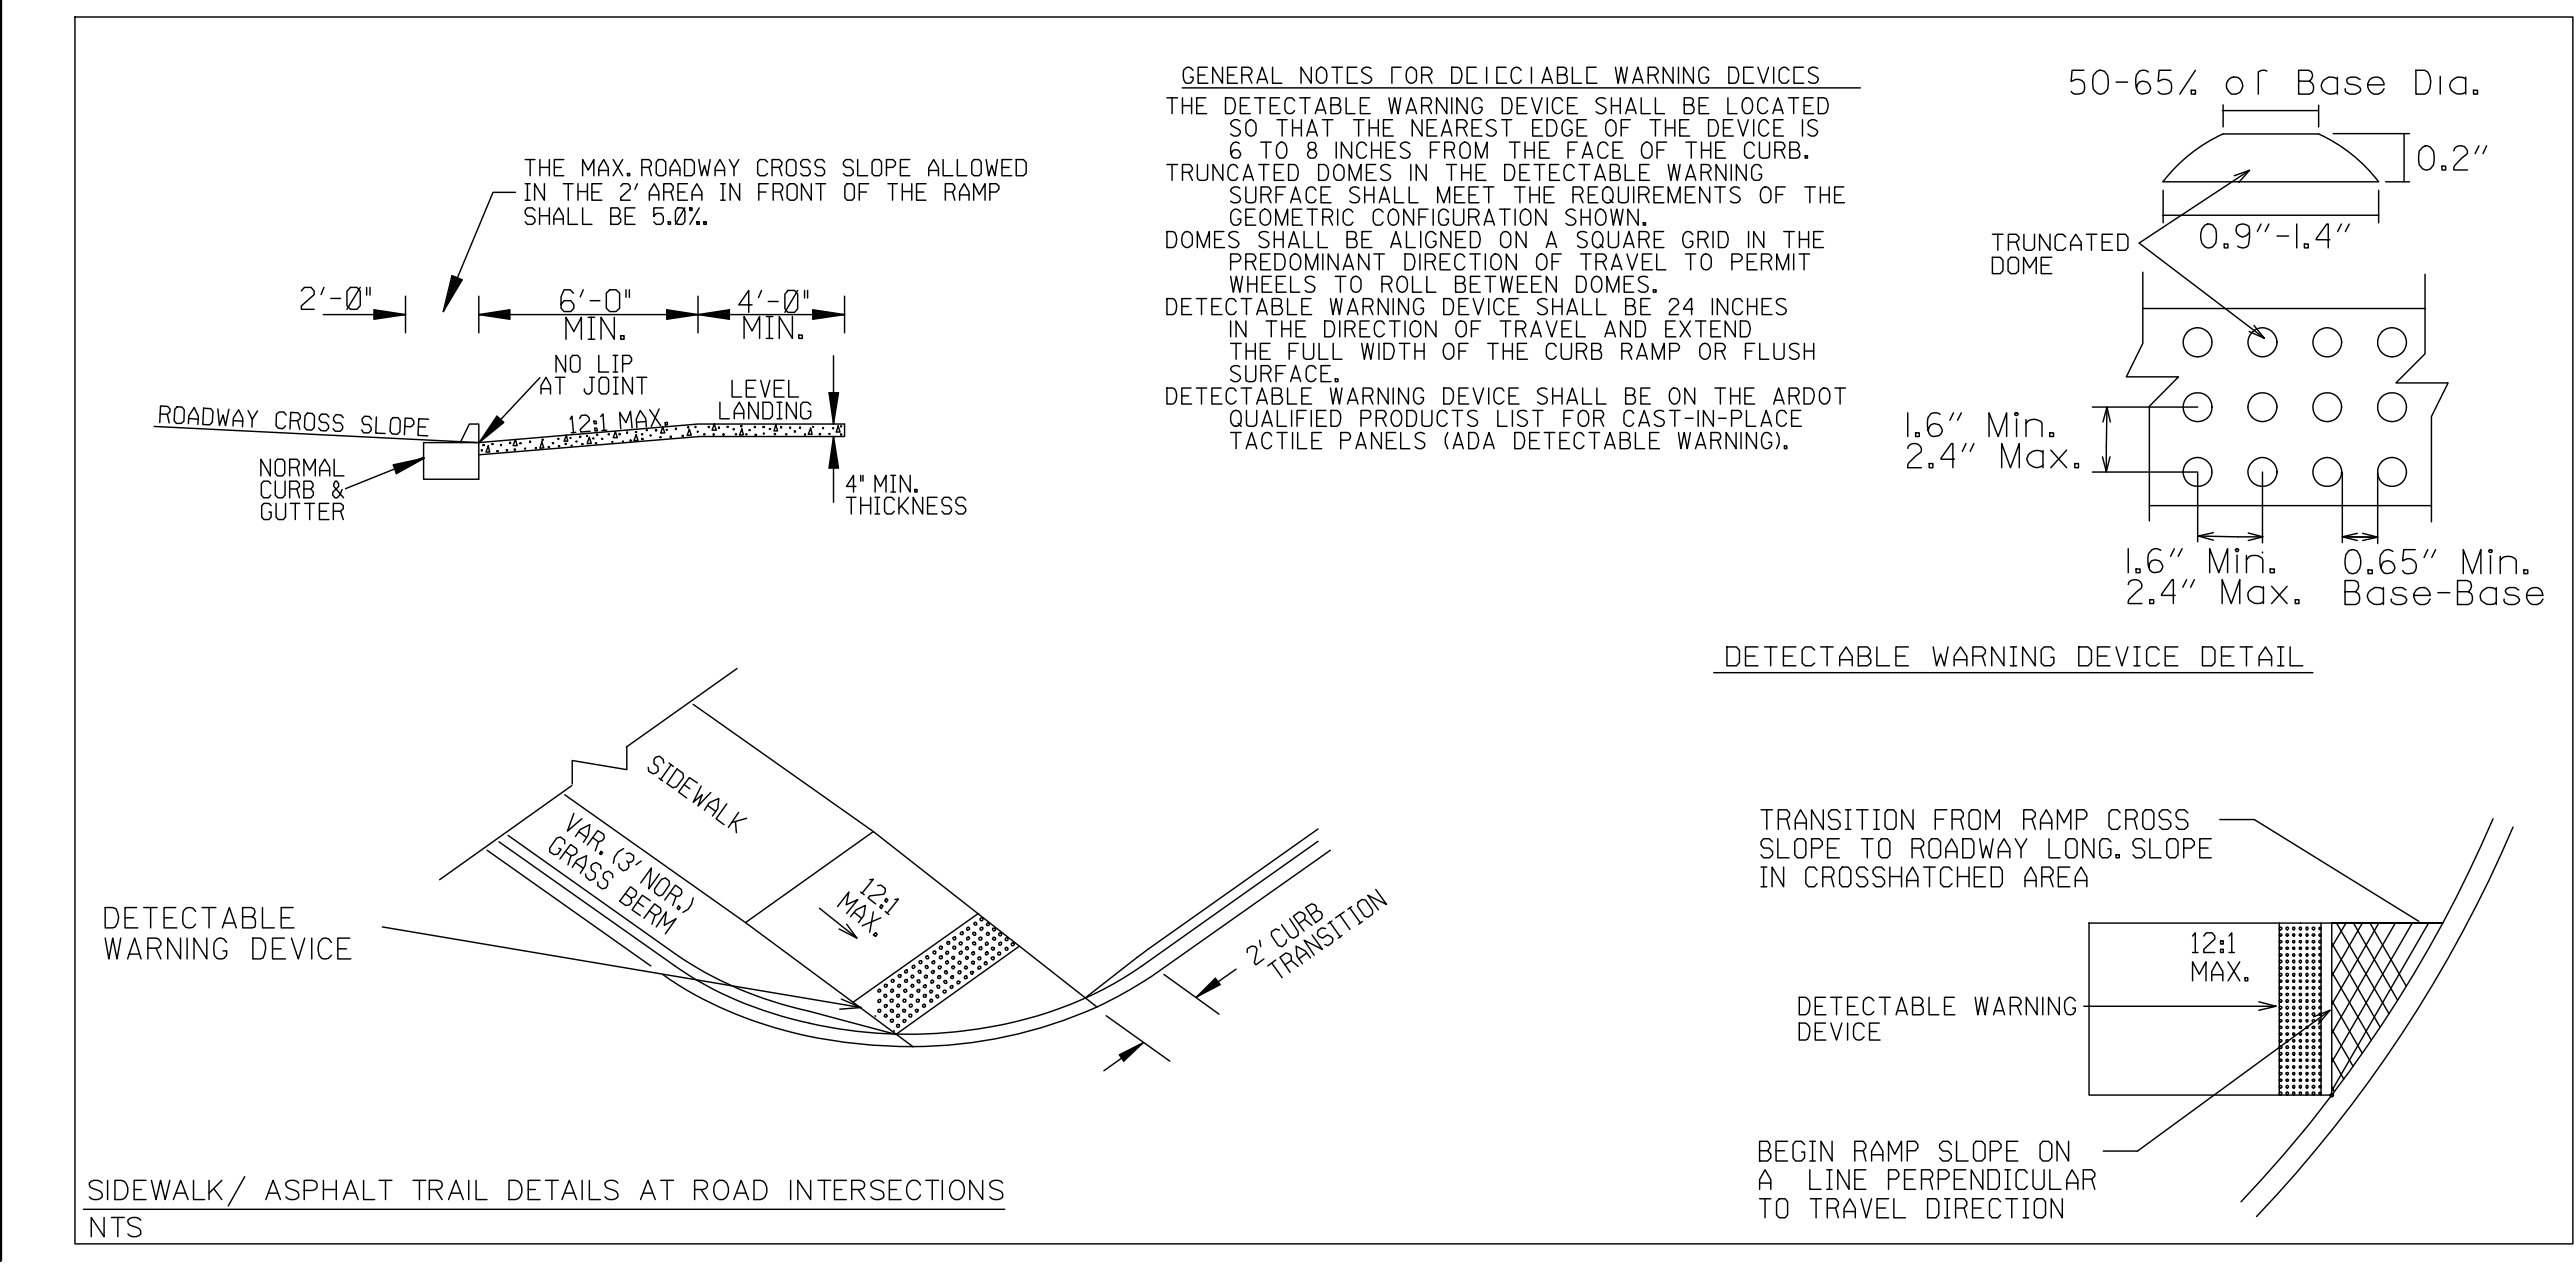 THE MAX. ROADWAY CROSS SLOPE ALLOWED
IN THE 2' AREA IN FRONT OF THE RAMP
SHALL BE 5.0%.
2'-0"
6'-0"
MIN.
4'-0"
MIN.
NO LIP
AT JOINT
LEVEL
LANDING
12:1 MAX.
ROADWAY CROSS SLOPE
NORMAL
CURB &
GUTTER
4" MIN.
THICKNESS
GENERAL NOTES FOR DETECTABLE WARNING DEVICES
THE DETECTABLE WARNING DEVICE SHALL BE LOCATED
SO THAT THE NEAREST EDGE OF THE DEVICE IS
6 TO 8 INCHES FROM THE FACE OF THE CURB.
TRUNCATED DOMES IN THE DETECTABLE WARNING
SURFACE SHALL MEET THE REQUIREMENTS OF THE
GEOMETRIC CONFIGURATION SHOWN.
DOMES SHALL BE ALIGNED ON A SQUARE GRID IN THE
PREDOMINANT DIRECTION OF TRAVEL TO PERMIT
WHEELS TO ROLL BETWEEN DOMES.
DETECTABLE WARNING DEVICE SHALL BE 24 INCHES
IN THE DIRECTION OF TRAVEL AND EXTEND
THE FULL WIDTH OF THE CURB RAMP OR FLUSH
SURFACE.
DETECTABLE WARNING DEVICE SHALL BE ON THE ARDOT
QUALIFIED PRODUCTS LIST FOR CAST-IN-PLACE
TACTILE PANELS (ADA DETECTABLE WARNING).
50-65% of Base Dia.
0.2"
0.9"-1.4"
TRUNCATED
DOME
1.6" Min.
2.4" Max.
1.6" Min.
2.4" Max.
0.65" Min.
Base-Base
DETECTABLE WARNING DEVICE DETAIL
SIDEWALK
VAR. (3' NOR.)
GRASS BERM
12:1
MAX.
DETECTABLE
WARNING DEVICE
2' CURB
TRANSITION
TRANSITION FROM RAMP CROSS
SLOPE TO ROADWAY LONG. SLOPE
IN CROSSHATCHED AREA
12:1
MAX.
DETECTABLE WARNING
DEVICE
BEGIN RAMP SLOPE ON
A LINE PERPENDICULAR
TO TRAVEL DIRECTION
SIDEWALK/ ASPHALT TRAIL DETAILS AT ROAD INTERSECTIONS
NTS